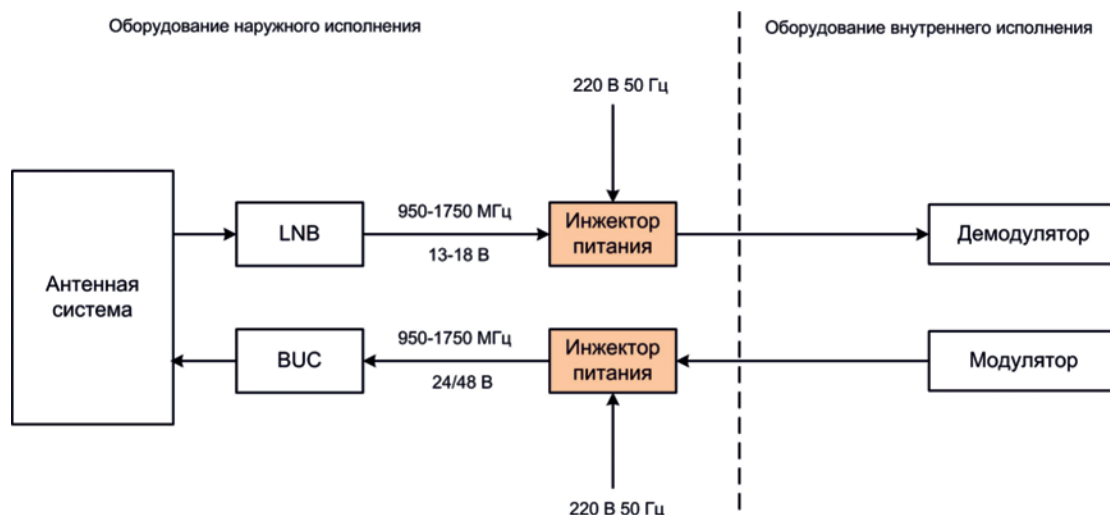 Оборудование наружного исполнения
Оборудование внутреннего исполнения
220 В 50 Гц
950-1750 МГц
LNB
Инжектор
питания
Демодулятор
13-18 В
Антенная
система
950-1750 МГц
BUC
Инжектор
питания
Модулятор
24/48 В
220 В 50 Гц